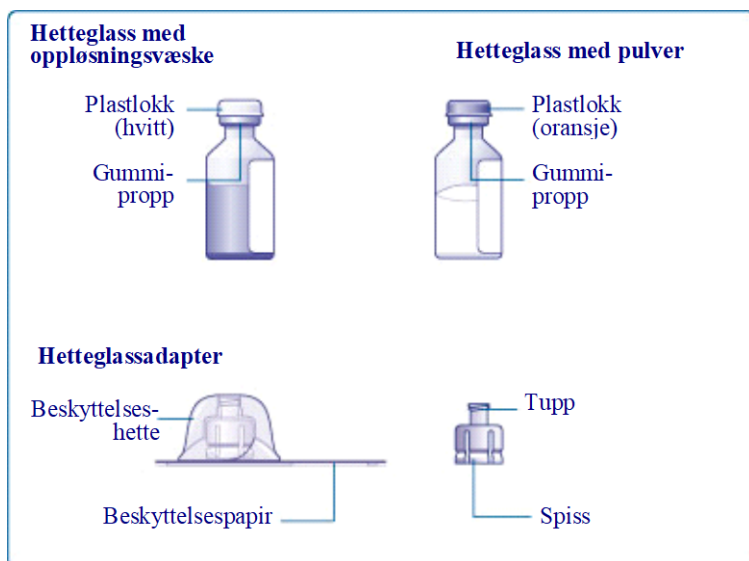 Hetteglass med
oppløsningsvæske
Hetteglass med pulver
Plastlokk
(hvitt)
Plastlokk
(oransje)
Gummi-
propp
Gummi-
propp
Hetteglassadapter
Beskyttelses-
hette
Tupp
Beskyttelsespapir
Spiss